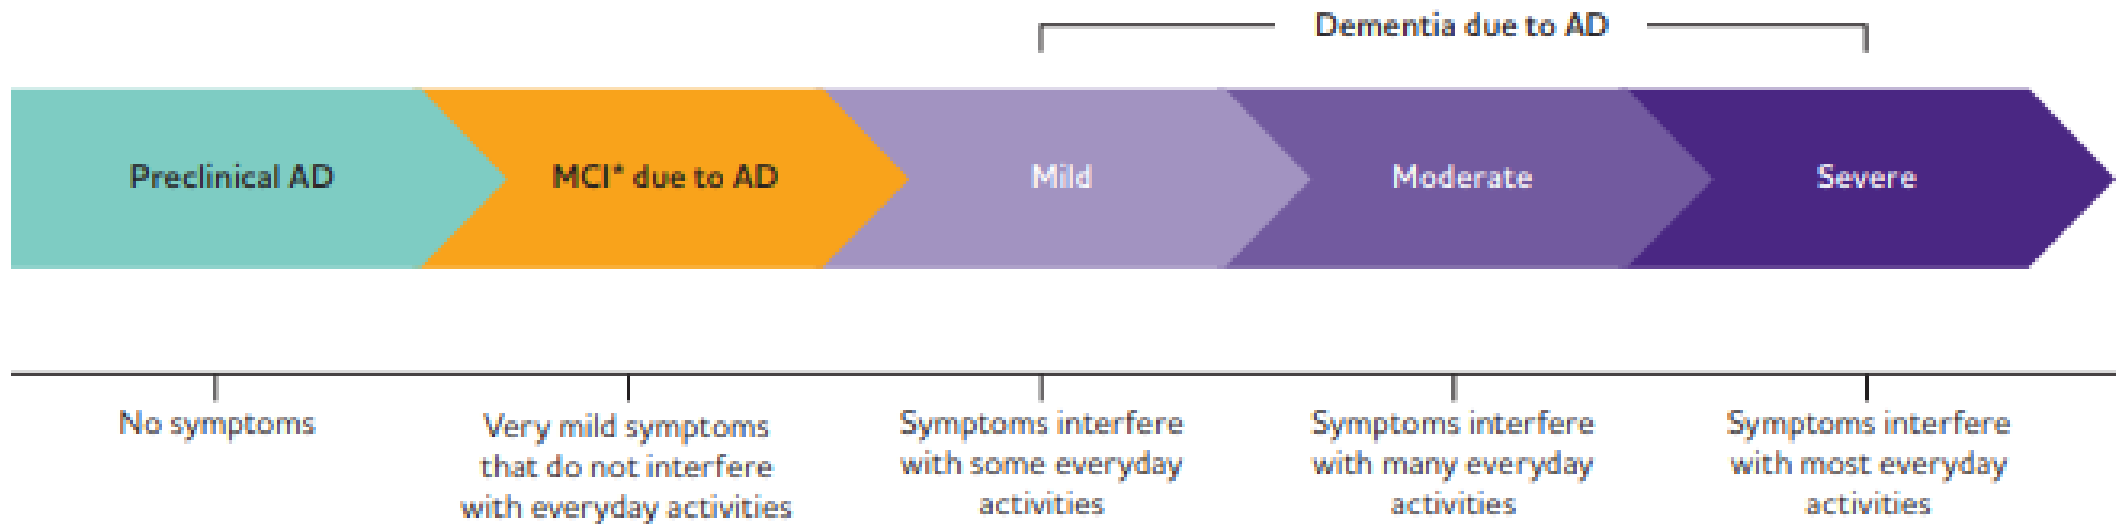 Dementia due to AD
Preclinical AD
MCI* due to AD
Mild
Moderate
Severe
No symptoms
Very mild symptoms
that do not interfere
with everyday activities
Symptoms interfere
with some everyday
activities
Symptoms interfere
with many everyday
activities
Symptoms interfere
with most everyday
activities